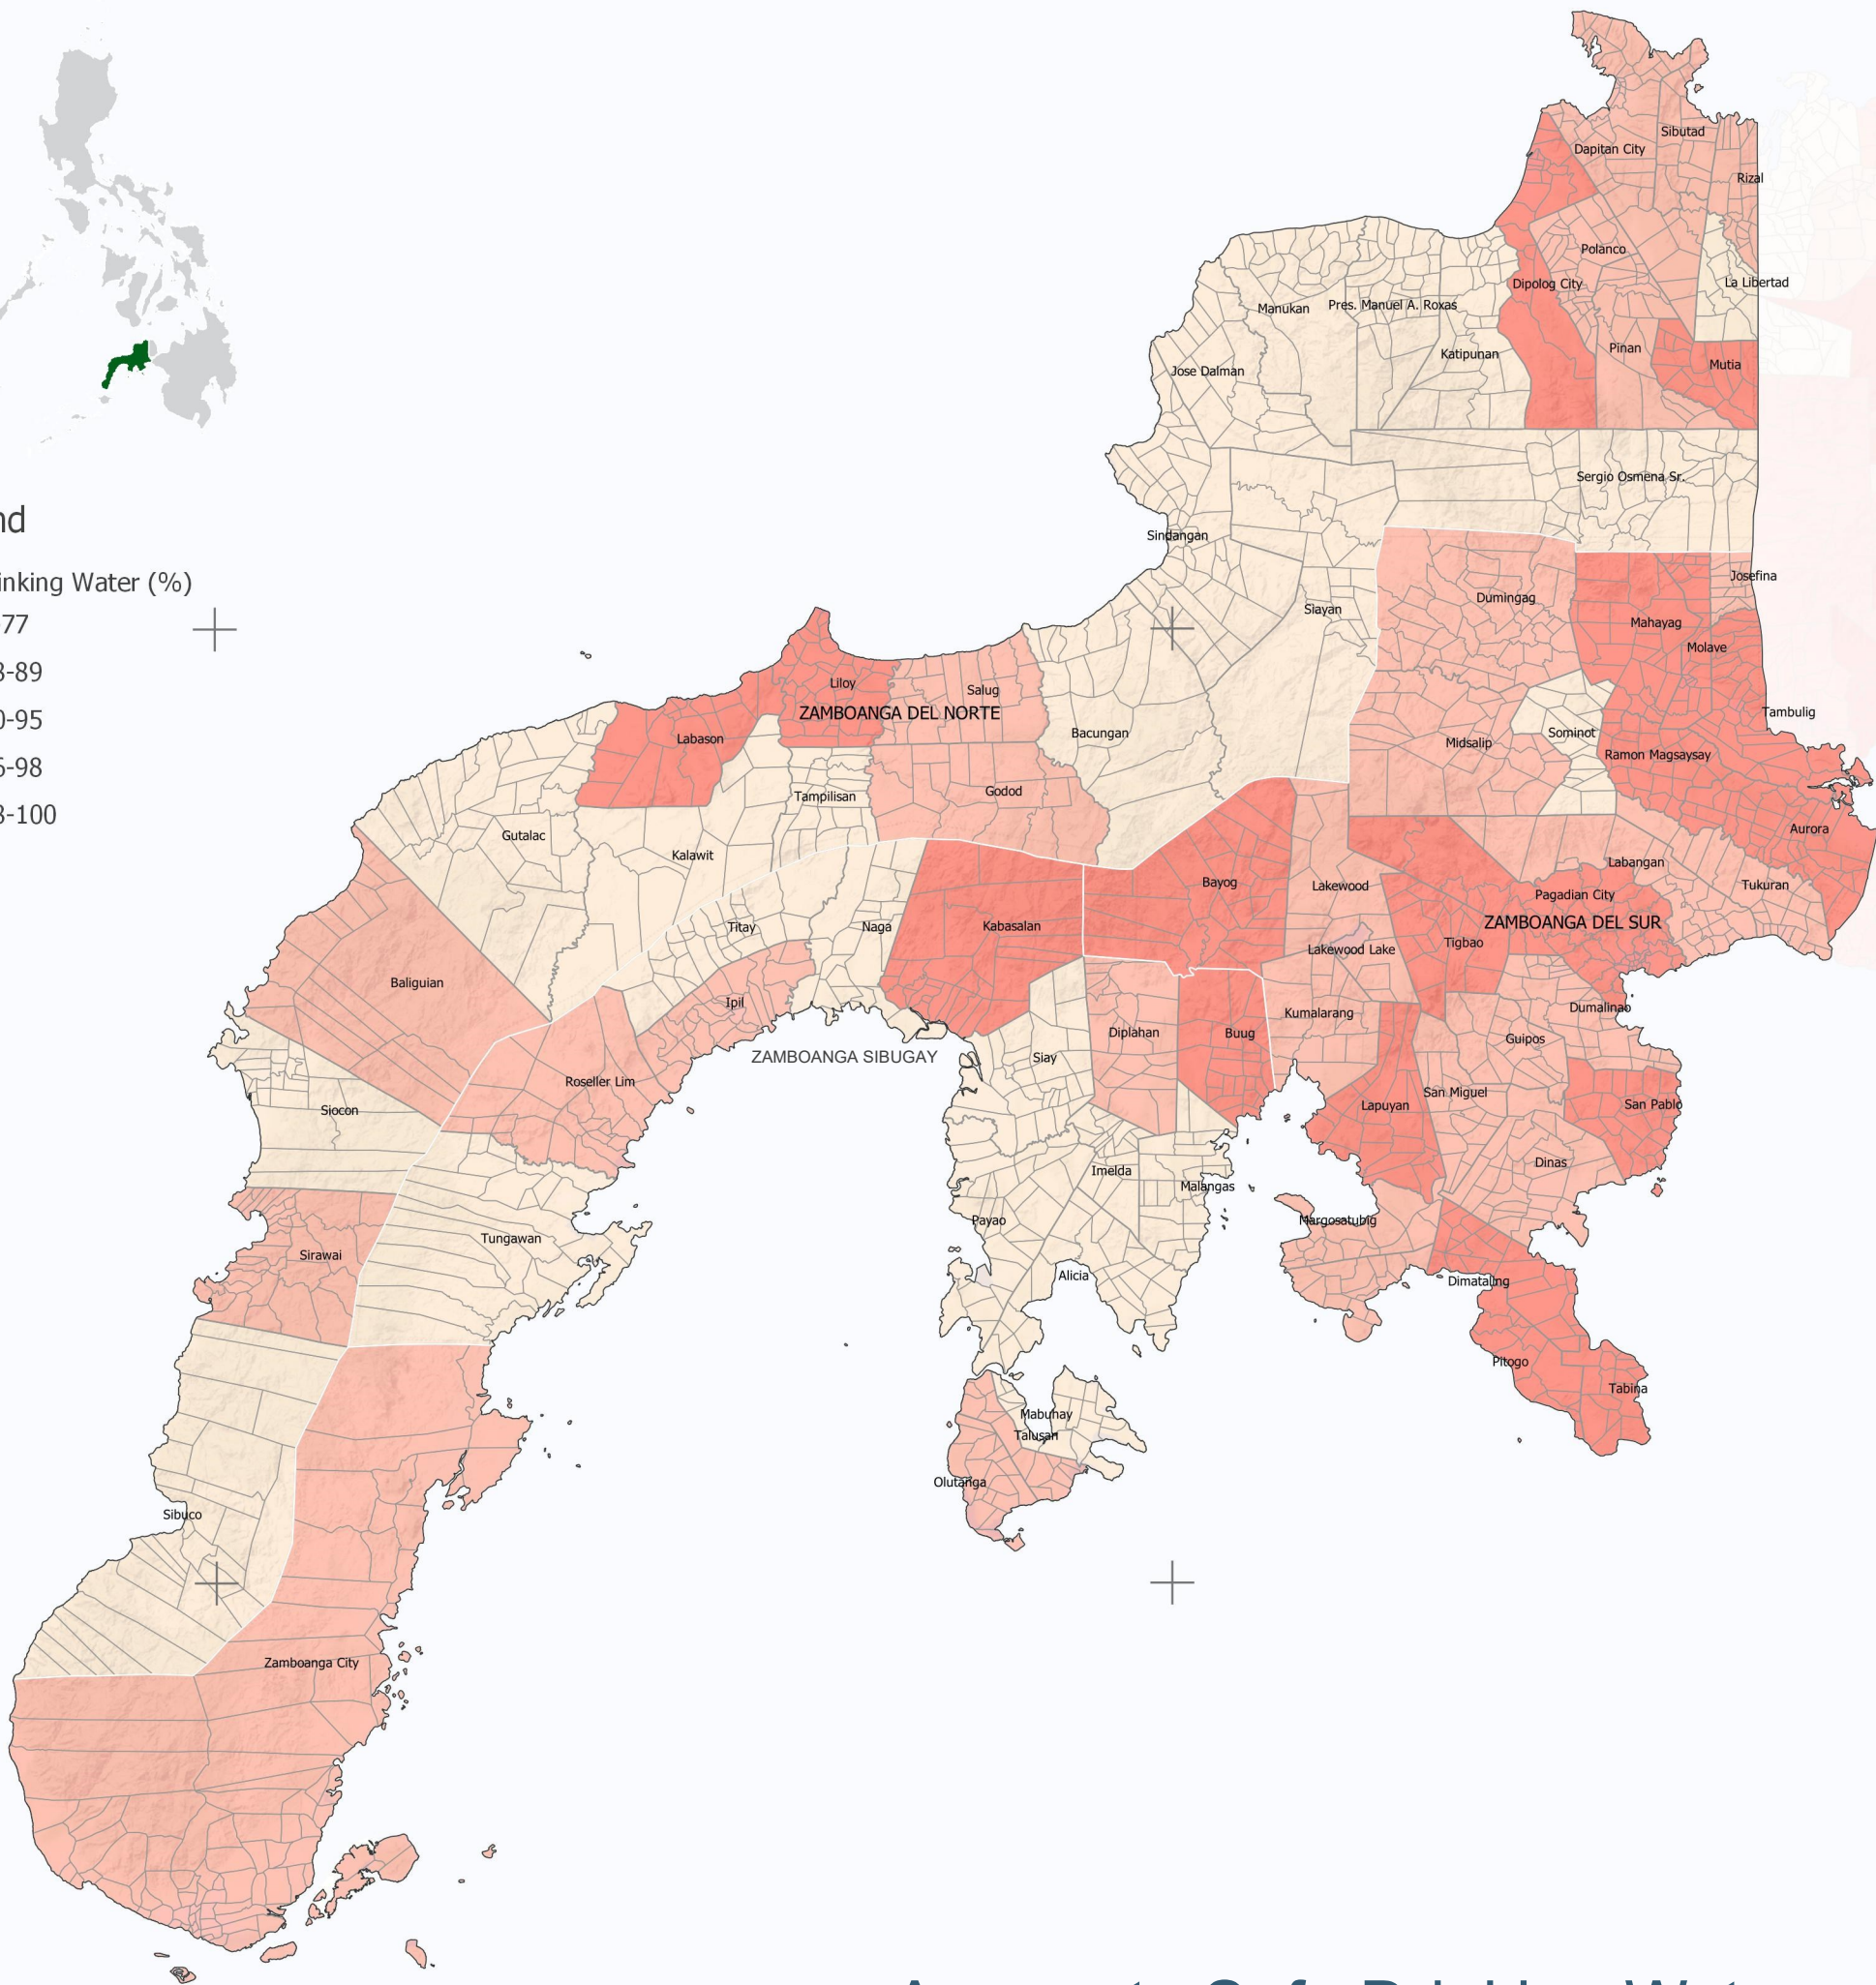 Sibutad
Dapitan City
Rizal
Polanco
La Libertad
Dipolog City
Manukan
Pres. Manuel A. Roxas
Pinan
Katipunan
Mutia
Jose Dalman
Sergio Osmena Sr.
nd
Sindangan
inking Water (%)
Josefina
Dumingag
Siayan
77
Mahayag
Molave
-89
Liloy
Salug
ZAMBOANGA DEL NORTE
Tambulig
-95
Bacungan
Sominot
Labason
Midsalip
Ramon Magsaysay
-98
Godod
Tampilisan
-100
Aurora
Gutalac
Kalawit
Labangan
Bayog
Lakewood
Tukuran
Pagadian City
ZAMBOANGA DEL SUR
Titay
Naga
Kabasalan
Tigbao
Lakewood Lake
Baliguian
Ipil
Dumalinao
Kumalarang
Diplahan
Buug
Guipos
ZAMBOANGA SIBUGAY
Siay
Roseller Lim
San Miguel
Siocon
Lapuyan
San Pablo
Dinas
Imelda
Malangas
Payao
Margosatubig
Tungawan
Sirawai
Alicia
Dimataling
Pitogo
Tabina
Mabuhay
Talusan
Olutanga
Sibuco
Zamboanga City